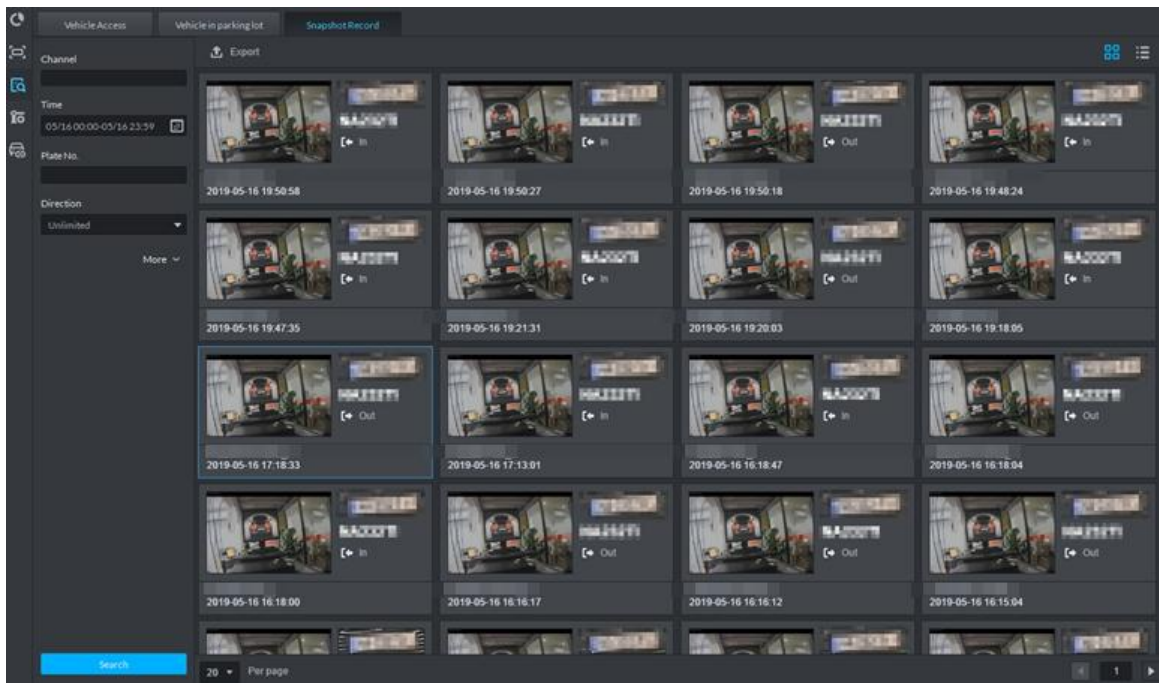 Vehicle Access
Vehicle in parking lot
Snapshot Record
Channel
Export
Time
05/16 00:00-05/16 23:59
Plate No.
Direction
Unlimited
More
In
In
Out
In
2019-05-16 19:50:58
2019-05-16 19:50:27
2019-05-16 19:50:18
2019-05-16 19:48:24
In
In
Out
In
2019-05-16 19:47:35
2019-05-16 19:21:31
2019-05-16 19:20:03
2019-05-16 19:18:05
Out
In
In
Out
2019-05-16 17:18:33
2019-05-16 17:13:01
2019-05-16 16:18:47
2019-05-16 16:18:04
In
Out
Out
Out
2019-05-16 16:18:00
2019-05-16 16:16:17
2019-05-16 16:16:12
2019-05-16 16:15:04
Search
20
Per page
1